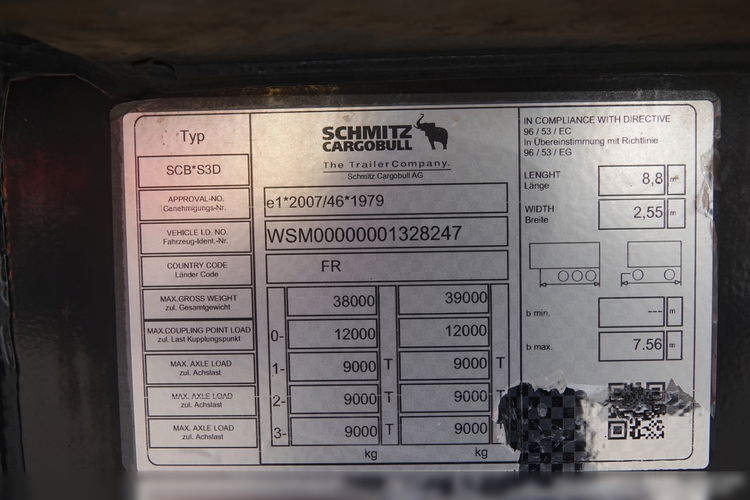 Typ
SCB*S3D
SCHMITZ
CARGOBULL
The TrailerCompany.
Schmitz Cargobull AG
APPROVAL-NO.
Genehmigungs-Nr.
e1*2007/46*1979
VEHICLE I.D. NO.
Fahrzeug-Ident.-Nr.
WSM00000001328247
COUNTRY CODE
Länder Code
FR
MAX.GROSS WEIGHT
zul. Gesamtgewicht
38000 39000
MAX.COUPLING POINT LOAD
zul. Last Kupplungspunkt
0- 12000 12000
MAX. AXLE LOAD
zul. Achslast
1- 9000 T 9000 T
MAX. AXLE LOAD
zul. Achslast
2- 9000 T 9000
MAX. AXLE LOAD
zul. Achslast
3- 9000 T 9000
kg kg
IN COMPLIANCE WITH DIRECTIVE
96 / 53 / EC
In Übereinstimmung mit Richtlinie
96 / 53 / EG
LENGHT
Länge
8,8 m
WIDTH
Breite
2,55 m
b min. --- m
b max. 7.56 m